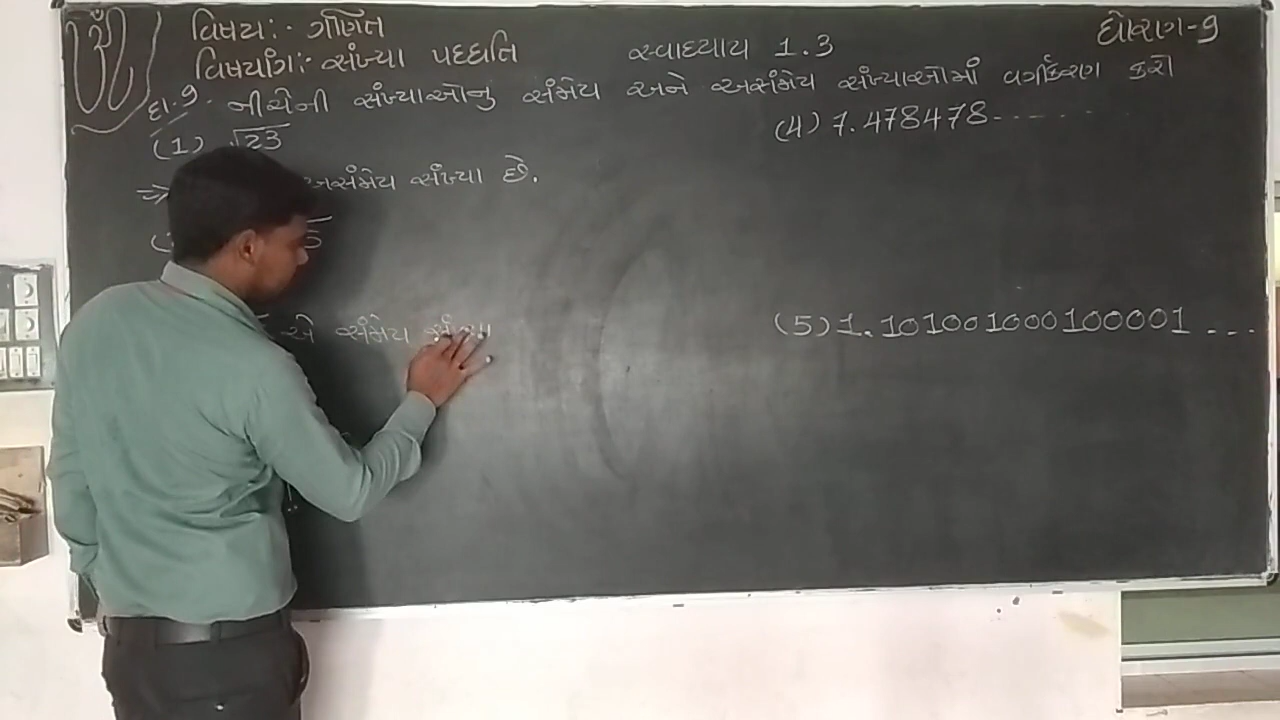 ૐ
વિષય:- ગણિત
ધોરણ-9
વિષયાંગ:- સંખ્યા પદ્ધતિ સ્વાધ્યાય 1.3
દા.9. નીચેની સંખ્યાઓનુ સંમેય અને અસંમેય સંખ્યાઓમાં વર્ગીકરણ કરો
(1) √23
⇒ અસંમેય સંખ્યા છે.
5
એ સંમેય
(4) 7.478478------
(5) 1.101001000100001...